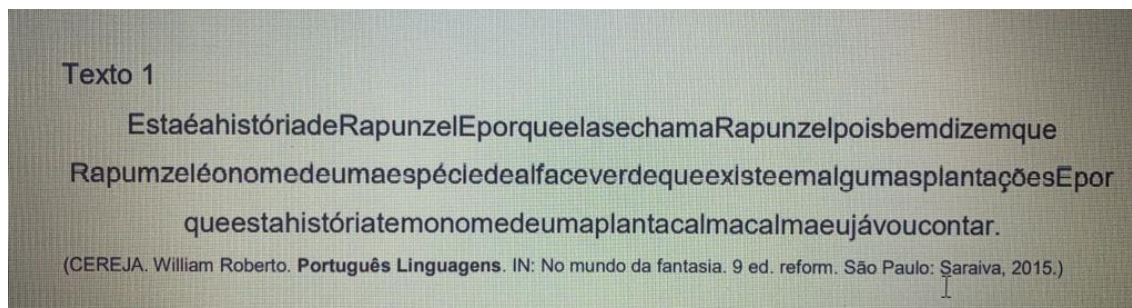 Texto 1
EstaéahistóriadeRapunzelEporqueelasechamaRapunzelpoisbemdizemque
RapumzeléonomedeumaespéciedealfaceverdequeexisteemalgumasplantaçõesEpor
queestahistóriatemonomedeumaplantacalmacalmaeujávoucontar.
(CEREJA. William Roberto. Português Linguagens. IN: No mundo da fantasia. 9 ed. reform. São Paulo: Saraiva, 2015.)